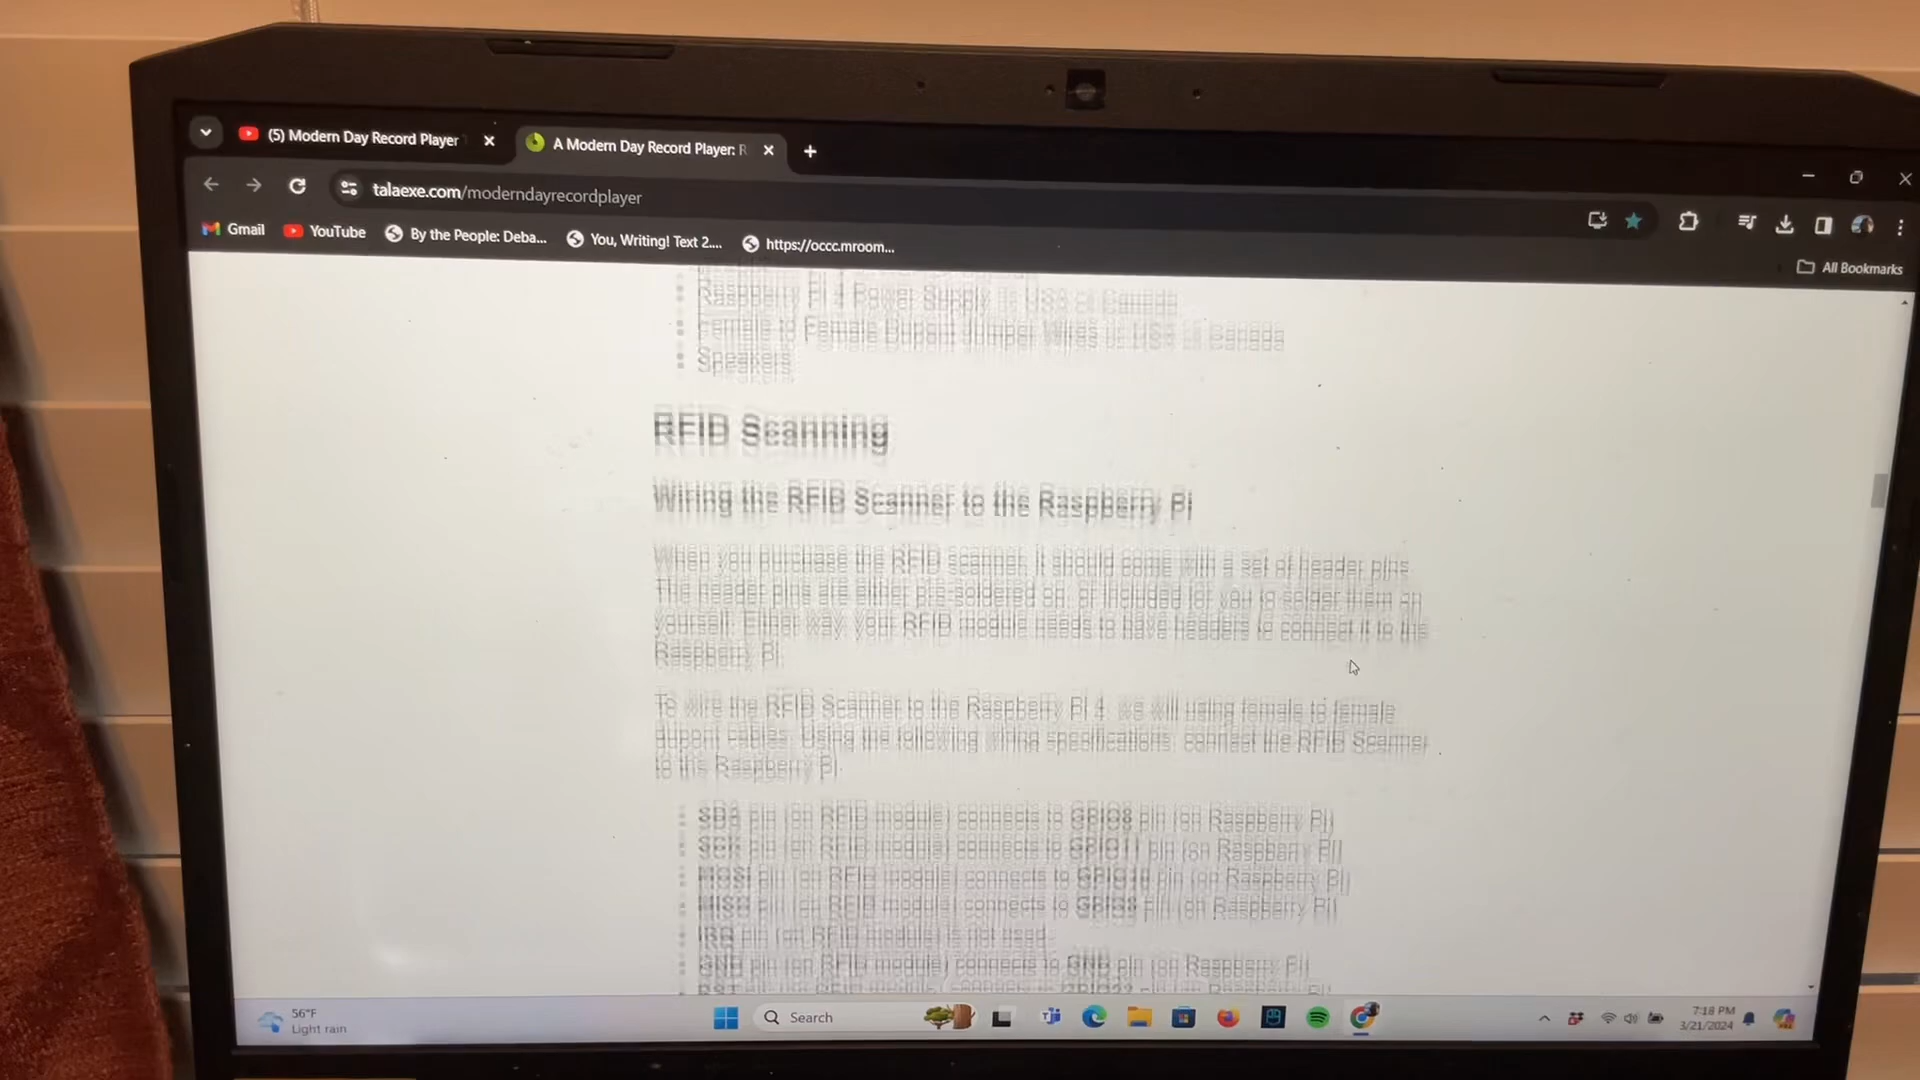 (5) Modern Day Record Player
A Modern Day Record Player: R
talaexe.com/moderndayrecordplayer
Gmail
YouTube
By the People: Deba...
You, Writing! Text 2....
https://occc.mroom...
All Bookmarks
Raspberry Pi 4 Power Supply in USA or Canada
Female to Female Dupont Jumper Wires in USA or Canada
Speakers
RFID Scanning
Wiring the RFID Scanner to the Raspberry Pi
When you purchase the RFID scanner, it should come with a set of header pins.
The header pins are either pre-soldered on, or included for you to solder them on
yourself. Either way, your RFID module needs to have headers to connect it to the
Raspberry Pi.
To wire the RFID Scanner to the Raspberry Pi 4, we will using female to female
dupont cables. Using the following wiring specifications, connect the RFID Scanner
to the Raspberry Pi.
SDA pin (on RFID module) connects to GPIO8 pin (on Raspberry Pi)
SCK pin (on RFID module) connects to GPIO11 pin (on Raspberry Pi)
MOSI pin (on RFID module) connects to GPIO10 pin (on Raspberry Pi)
MISO pin (on RFID module) connects to GPIO9 pin (on Raspberry Pi)
IRQ pin (on RFID module) is not used.
GND pin (on RFID module) connects to GND pin (on Raspberry Pi)
56°F
Light rain
Search
7:18 PM
3/21/2024